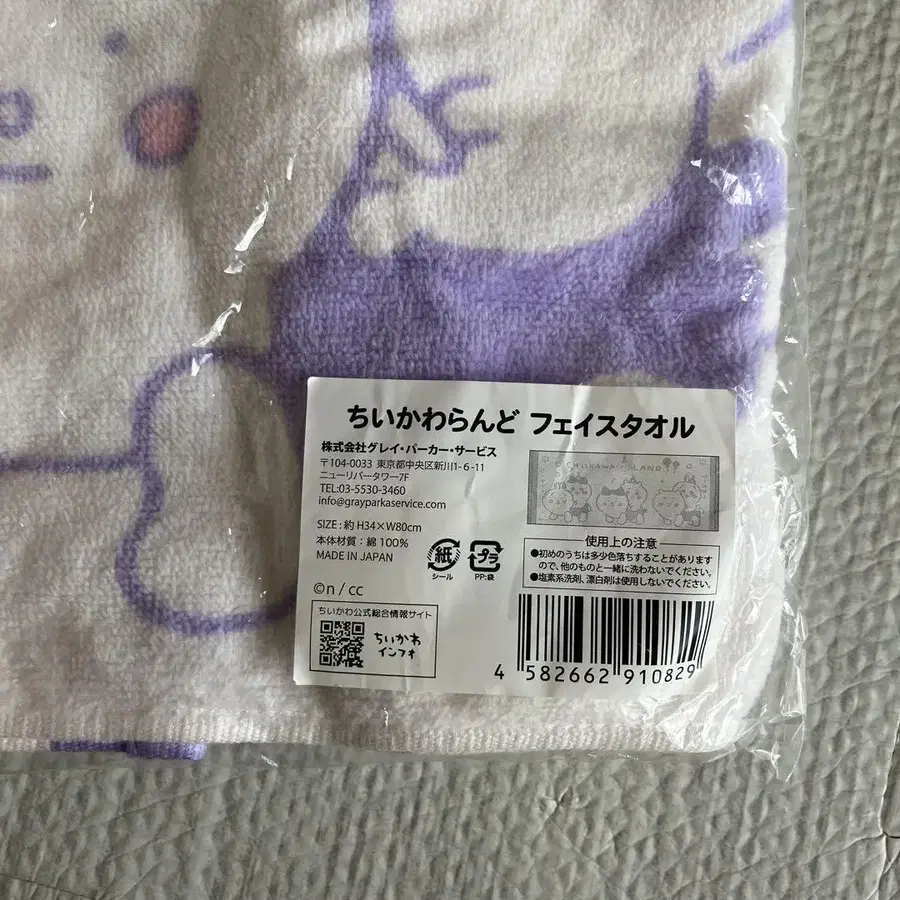 ちいかわらんど フェイスタオル
株式会社グレイ・パーカー・サービス
〒104-0033 東京都中央区新川1-6-11
ニューリバータワー7F
TEL:03-5530-3460
info@grayparkaservice.com
SIZE : 約 H34×W80cm
本体材質 : 綿 100%
MADE IN JAPAN
紙
シール
プラ
PP:袋
©n / cc
ちいかわ公式総合情報サイト
ちいかわ
インフォ
CHIIKAWA LAND
使用上の注意
●初めのうちは多少色落ちすることがあります
ので、他のものと一緒に洗わないでください。
●塩素系洗剤、漂白剤は使用しないでください。
4 582662 910829